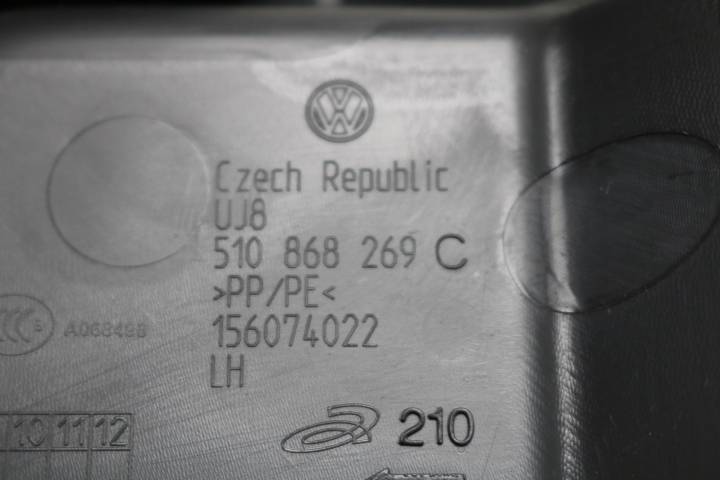 Czech Republic
UJ8
510 868 269 C
>PP/PE<
156074022
LH
A06849B
210
10 11 12